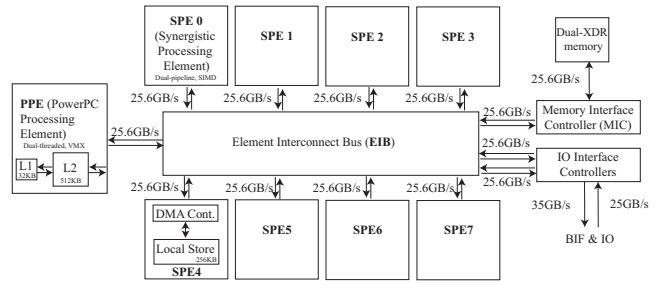 SPE 0
(Synergistic
Processing
Element)
Dual-pipeline, SIMD
SPE 1
SPE 2
SPE 3
Dual-XDR
memory
25.6GB/s
25.6GB/s
25.6GB/s
25.6GB/s
25.6GB/s
PPE (PowerPC
Processing
Element)
Dual-threaded, VMX
L1
32KB
L2
512KB
25.6GB/s
Element Interconnect Bus (EIB)
25.6GB/s
Memory Interface
Controller (MIC)
25.6GB/s
25.6GB/s
IO Interface
Controllers
35GB/s
25GB/s
BIF & IO
25.6GB/s
25.6GB/s
25.6GB/s
25.6GB/s
DMA Cont.
Local Store
256KB
SPE4
SPE5
SPE6
SPE7